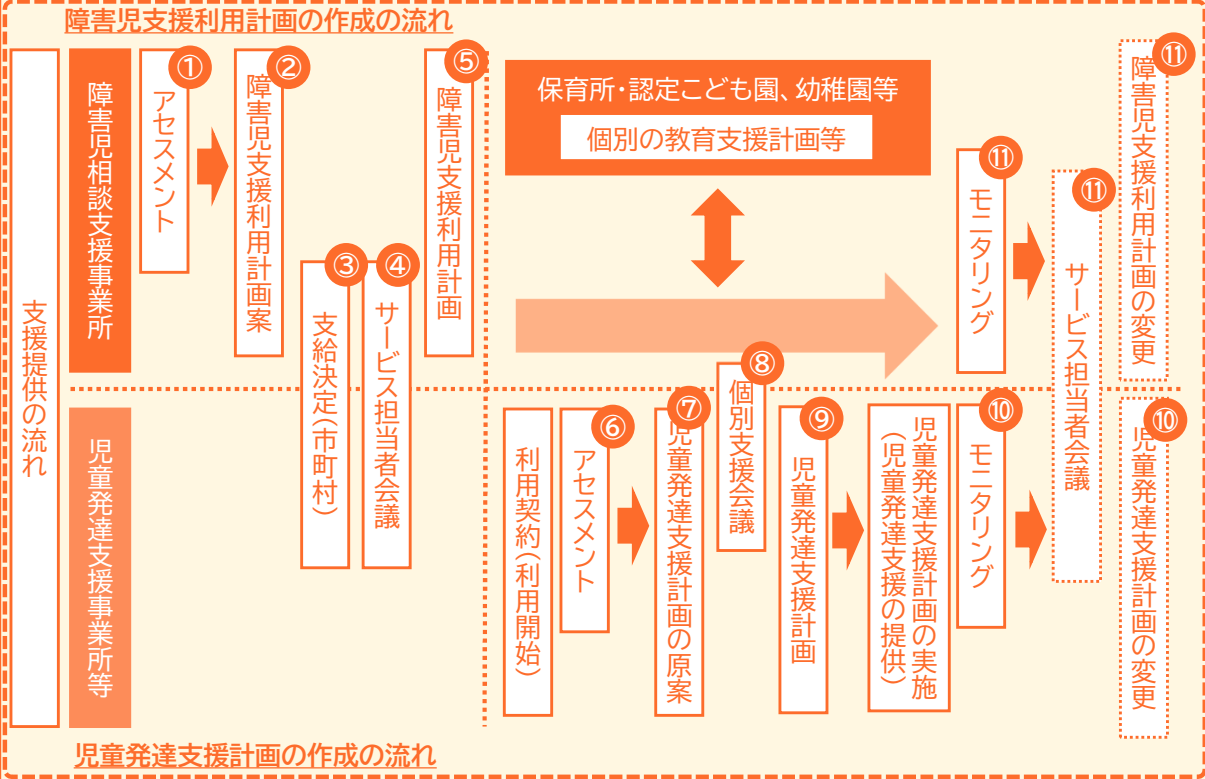 障害児支援利用計画の作成の流れ
支援提供の流れ
障害児相談支援事業所
①
アセスメント
②
障害児支援利用計画案
③
支給決定(市町村)
④
サービス担当者会議
⑤
障害児支援利用計画
保育所・認定こども園、幼稚園等
個別の教育支援計画等
⑪
モニタリング
⑪
サービス担当者会議
⑪
障害児支援利用計画の変更
児童発達支援事業所等
利用契約(利用開始)
⑥
アセスメント
⑦
児童発達支援計画の原案
⑧
個別支援会議
⑨
児童発達支援計画
児童発達支援計画の実施
(児童発達支援の提供)
⑩
モニタリング
⑩
児童発達支援計画の変更
児童発達支援計画の作成の流れ